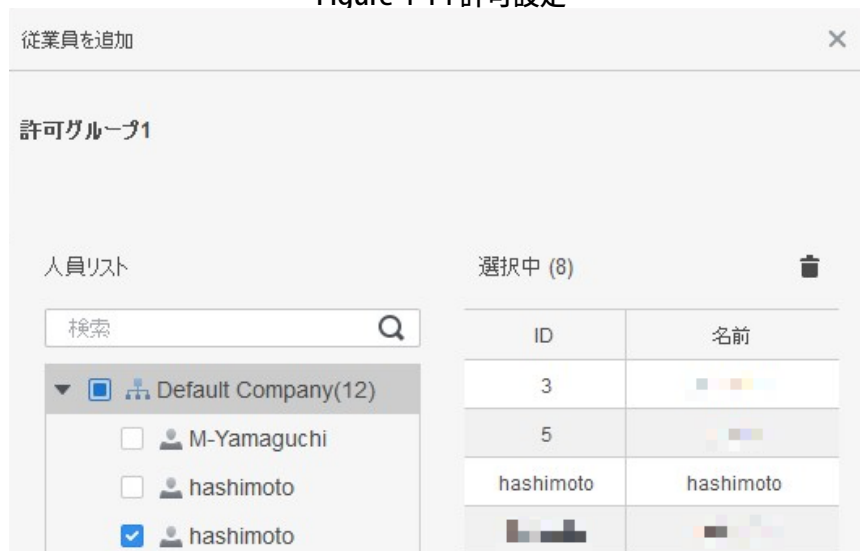 従業員を追加
許可グループ1
人員リスト
選択中 (8)
検索
ID 名前
Default Company(12)
3
M-Yamaguchi
5
hashimoto
hashimoto hashimoto
hashimoto